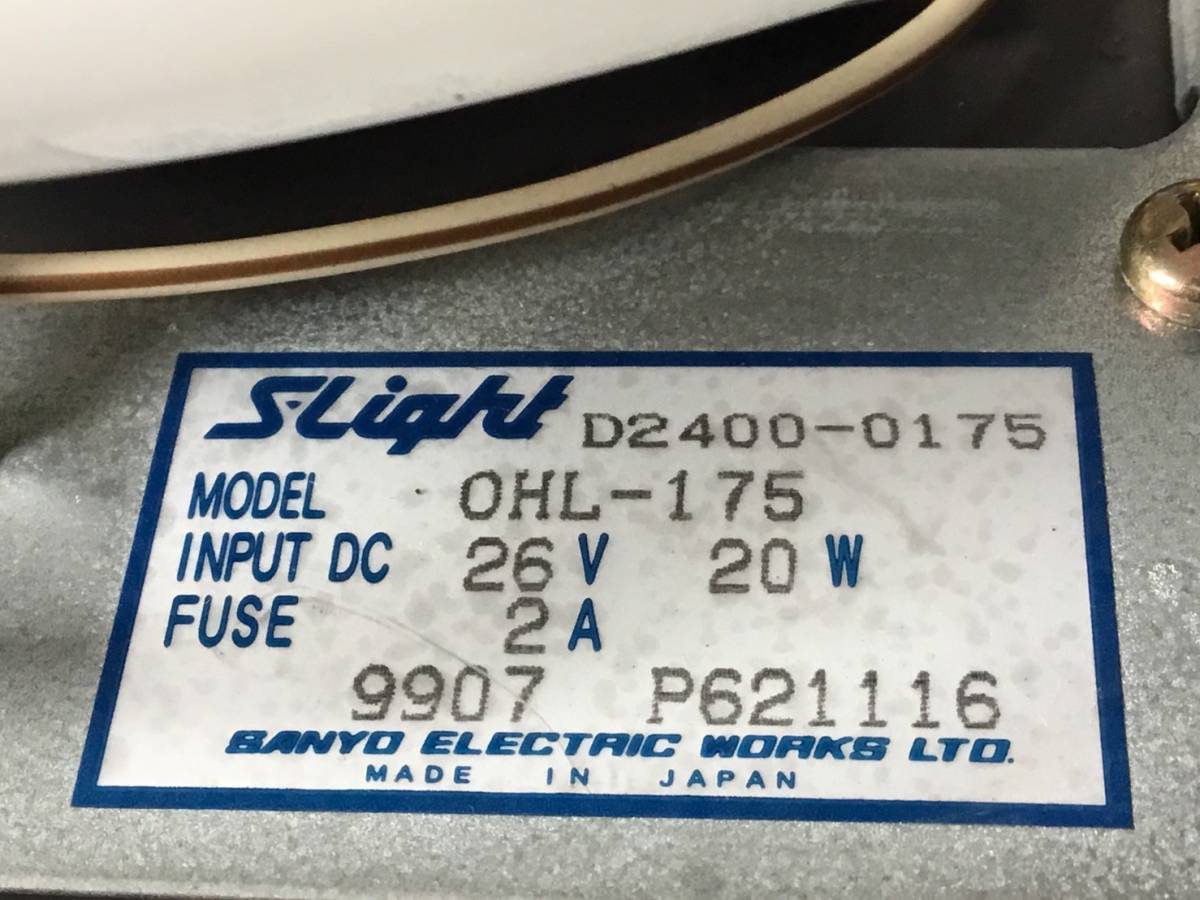 S-Light D2400-0175
MODEL OHL-175
INPUT DC 26 V 20 W
FUSE 2 A
9907 P621116
SANYO ELECTRIC WORKS LTD.
MADE IN JAPAN